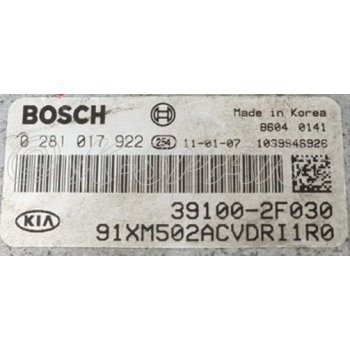 BOSCH
Made in Korea
8604 0141
0 281 017 922 254 11-01-07 1039S46926
KIA
39100-2F030
91XM502ACVDRI1R0